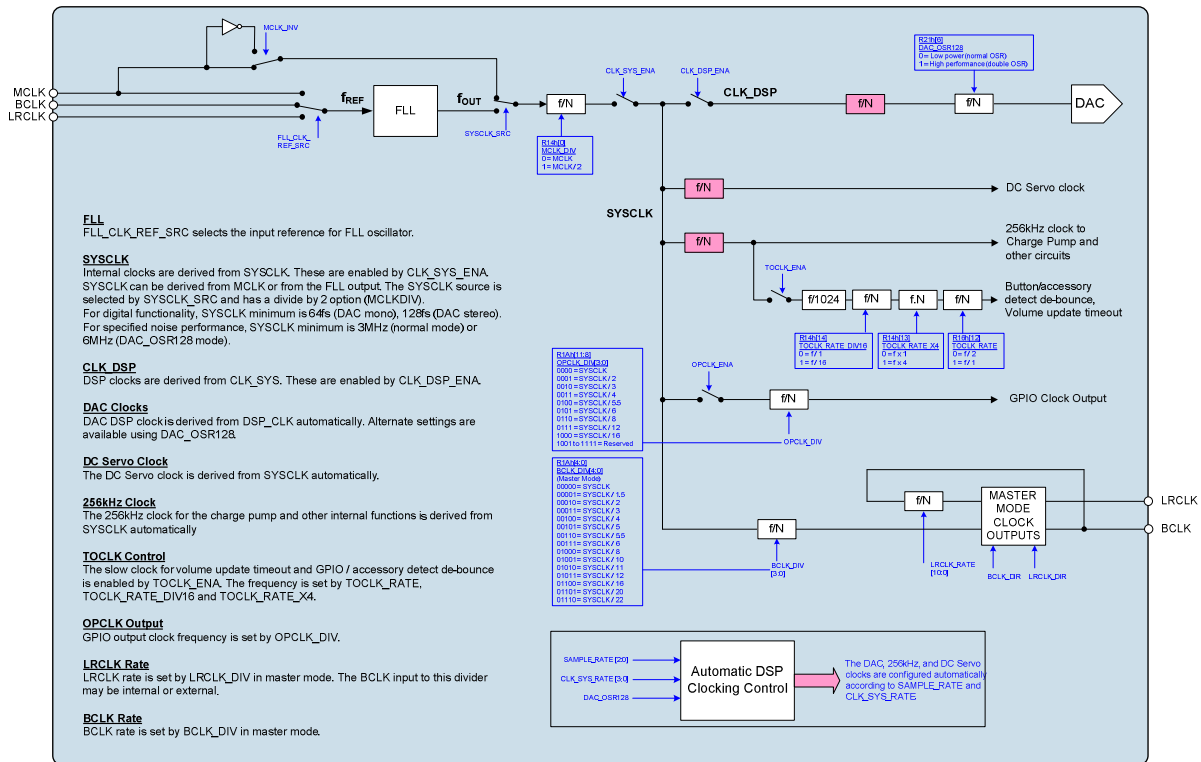 MCLK_INV
MCLK
BCLK
LRCLK
fREF
FLL
fOUT
FLL_CLK_
REF_SRC
SYSCLK_SRC
f/N
R14h[0]
MCLK_DIV
0 = MCLK
1 = MCLK / 2
CLK_SYS_ENA
CLK_DSP_ENA
CLK_DSP
f/N
R21h[6]
DAC_OSR128
0 = Low power (normal OSR)
1 = High performance (double OSR)
f/N
DAC
SYSCLK
f/N
DC Servo clock
f/N
256kHz clock to
Charge Pump and
other circuits
TOCLK_ENA
f/1024
f/N
f.N
f/N
Button/accessory
detect de-bounce,
Volume update timeout
R14h[14]
TOCLK_RATE_DIV16
0 = f / 1
1 = f / 16
R14h[13]
TOCLK_RATE_X4
0 = f x 1
1 = f x 4
R16h[12]
TOCLK_RATE
0 = f / 2
1 = f / 1
R1Ah[11:8]
OPCLK_DIV[3:0]
0000 = SYSCLK
0001 = SYSCLK / 2
0010 = SYSCLK / 3
0011 = SYSCLK / 4
0100 = SYSCLK / 5.5
0101 = SYSCLK / 6
0110 = SYSCLK / 8
0111 = SYSCLK / 12
1000 = SYSCLK / 16
1001 to 1111 = Reserved
OPCLK_ENA
f/N
GPIO Clock Output
OPCLK_DIV
R1Ah[4:0]
BCLK_DIV[4:0]
(Master Mode)
00000 = SYSCLK
00001 = SYSCLK / 1.5
00010 = SYSCLK / 2
00011 = SYSCLK / 3
00100 = SYSCLK / 4
00101 = SYSCLK / 5
00110 = SYSCLK / 5.5
00111 = SYSCLK / 6
01000 = SYSCLK / 8
01001 = SYSCLK / 10
01010 = SYSCLK / 11
01011 = SYSCLK / 12
01100 = SYSCLK / 16
01101 = SYSCLK / 20
01110 = SYSCLK / 22
f/N
BCLK_DIV
[3:0]
f/N
LRCLK_RATE
[10:0]
MASTER
MODE
CLOCK
OUTPUTS
BCLK_DIR
LRCLK_DIR
LRCLK
BCLK
FLL
FLL_CLK_REF_SRC selects the input reference for FLL oscillator.
SYSCLK
Internal clocks are derived from SYSCLK. These are enabled by CLK_SYS_ENA.
SYSCLK can be derived from MCLK or from the FLL output. The SYSCLK source is
selected by SYSCLK_SRC and has a divide by 2 option (MCLKDIV).
For digital functionality, SYSCLK minimum is 64fs (DAC mono), 128fs (DAC stereo).
For specified noise performance, SYSCLK minimum is 3MHz (normal mode) or
6MHz (DAC_OSR128 mode).
CLK_DSP
DSP clocks are derived from CLK_SYS. These are enabled by CLK_DSP_ENA.
DAC Clocks
DAC DSP clock is derived from DSP_CLK automatically. Alternate settings are
available using DAC_OSR128.
DC Servo Clock
The DC Servo clock is derived from SYSCLK automatically.
256kHz Clock
The 256kHz clock for the charge pump and other internal functions is derived from
SYSCLK automatically
TOCLK Control
The slow clock for volume update timeout and GPIO / accessory detect de-bounce
is enabled by TOCLK_ENA. The frequency is set by TOCLK_RATE,
TOCLK_RATE_DIV16 and TOCLK_RATE_X4.
OPCLK Output
GPIO output clock frequency is set by OPCLK_DIV.
LRCLK Rate
LRCLK rate is set by LRCLK_DIV in master mode. The BCLK input to this divider
may be internal or external.
BCLK Rate
BCLK rate is set by BCLK_DIV in master mode.
SAMPLE_RATE [2:0]
CLK_SYS_RATE [3:0]
DAC_OSR128
Automatic DSP
Clocking Control
The DAC, 256kHz, and DC Servo
clocks are configured automatically
according to SAMPLE_RATE and
CLK_SYS_RATE.